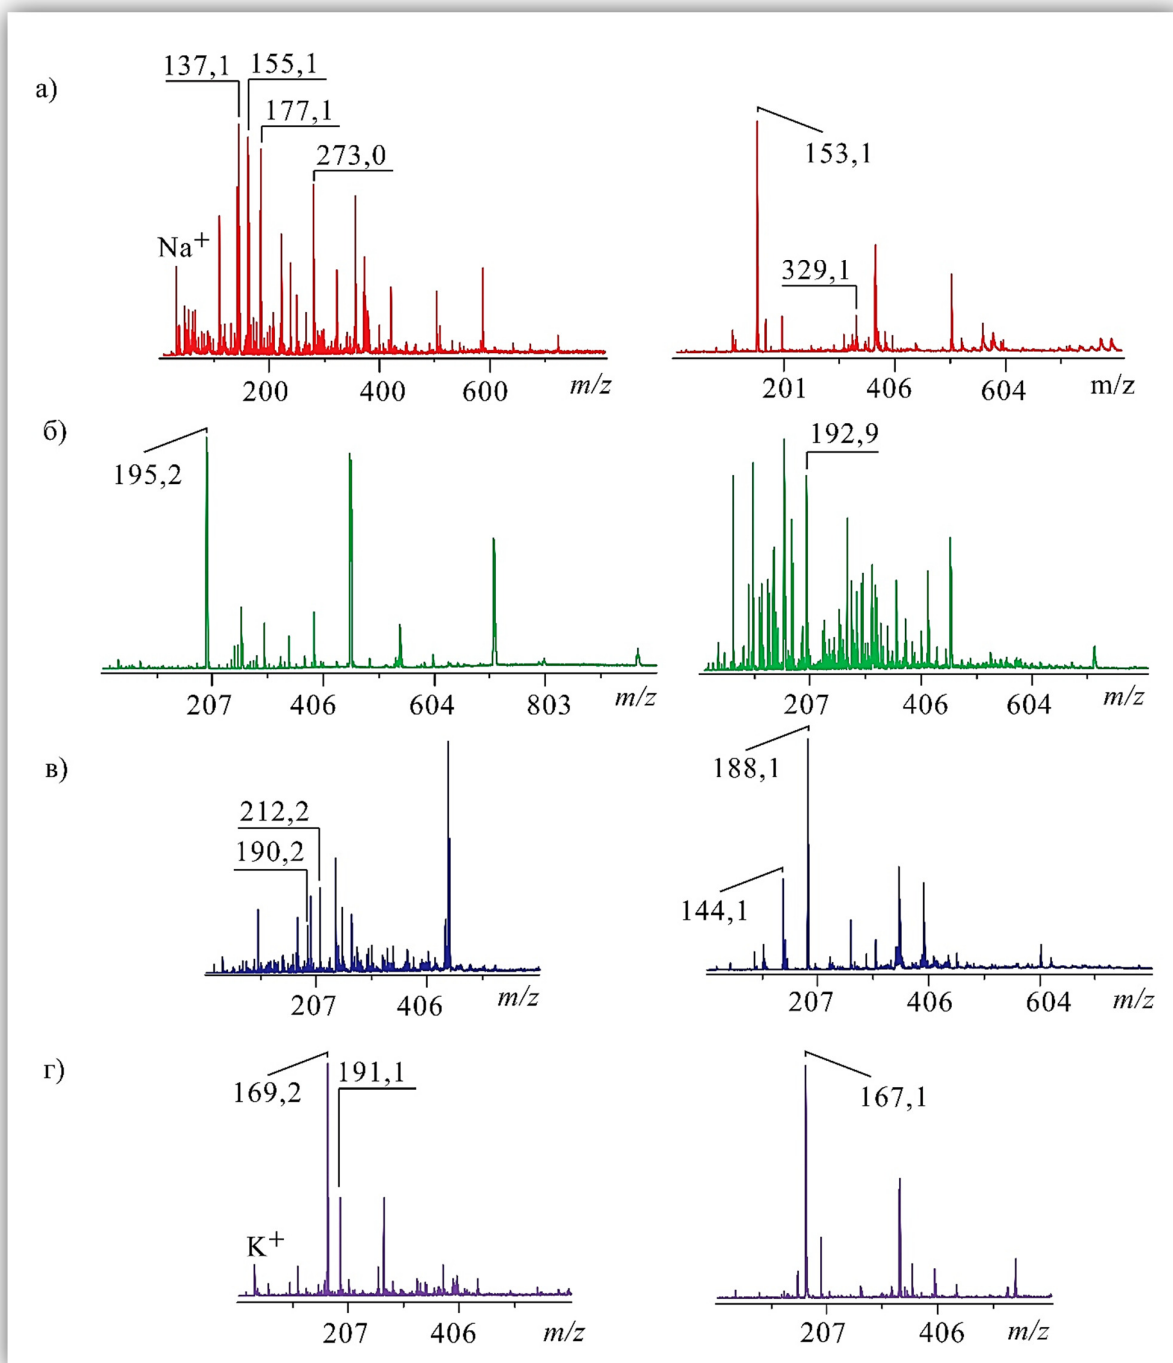 а)
137,1 155,1
177,1
273,0
Na+
200 400 600 m/z
153,1
329,1
201 406 604 m/z
б)
195,2
207 406 604 803 m/z
192,9
207 406 604
в)
212,2
190,2
207 406 m/z
188,1
144,1
207 406 604 m/z
г)
169,2 191,1
K+
207 406 m/z
167,1
207 406 m/z